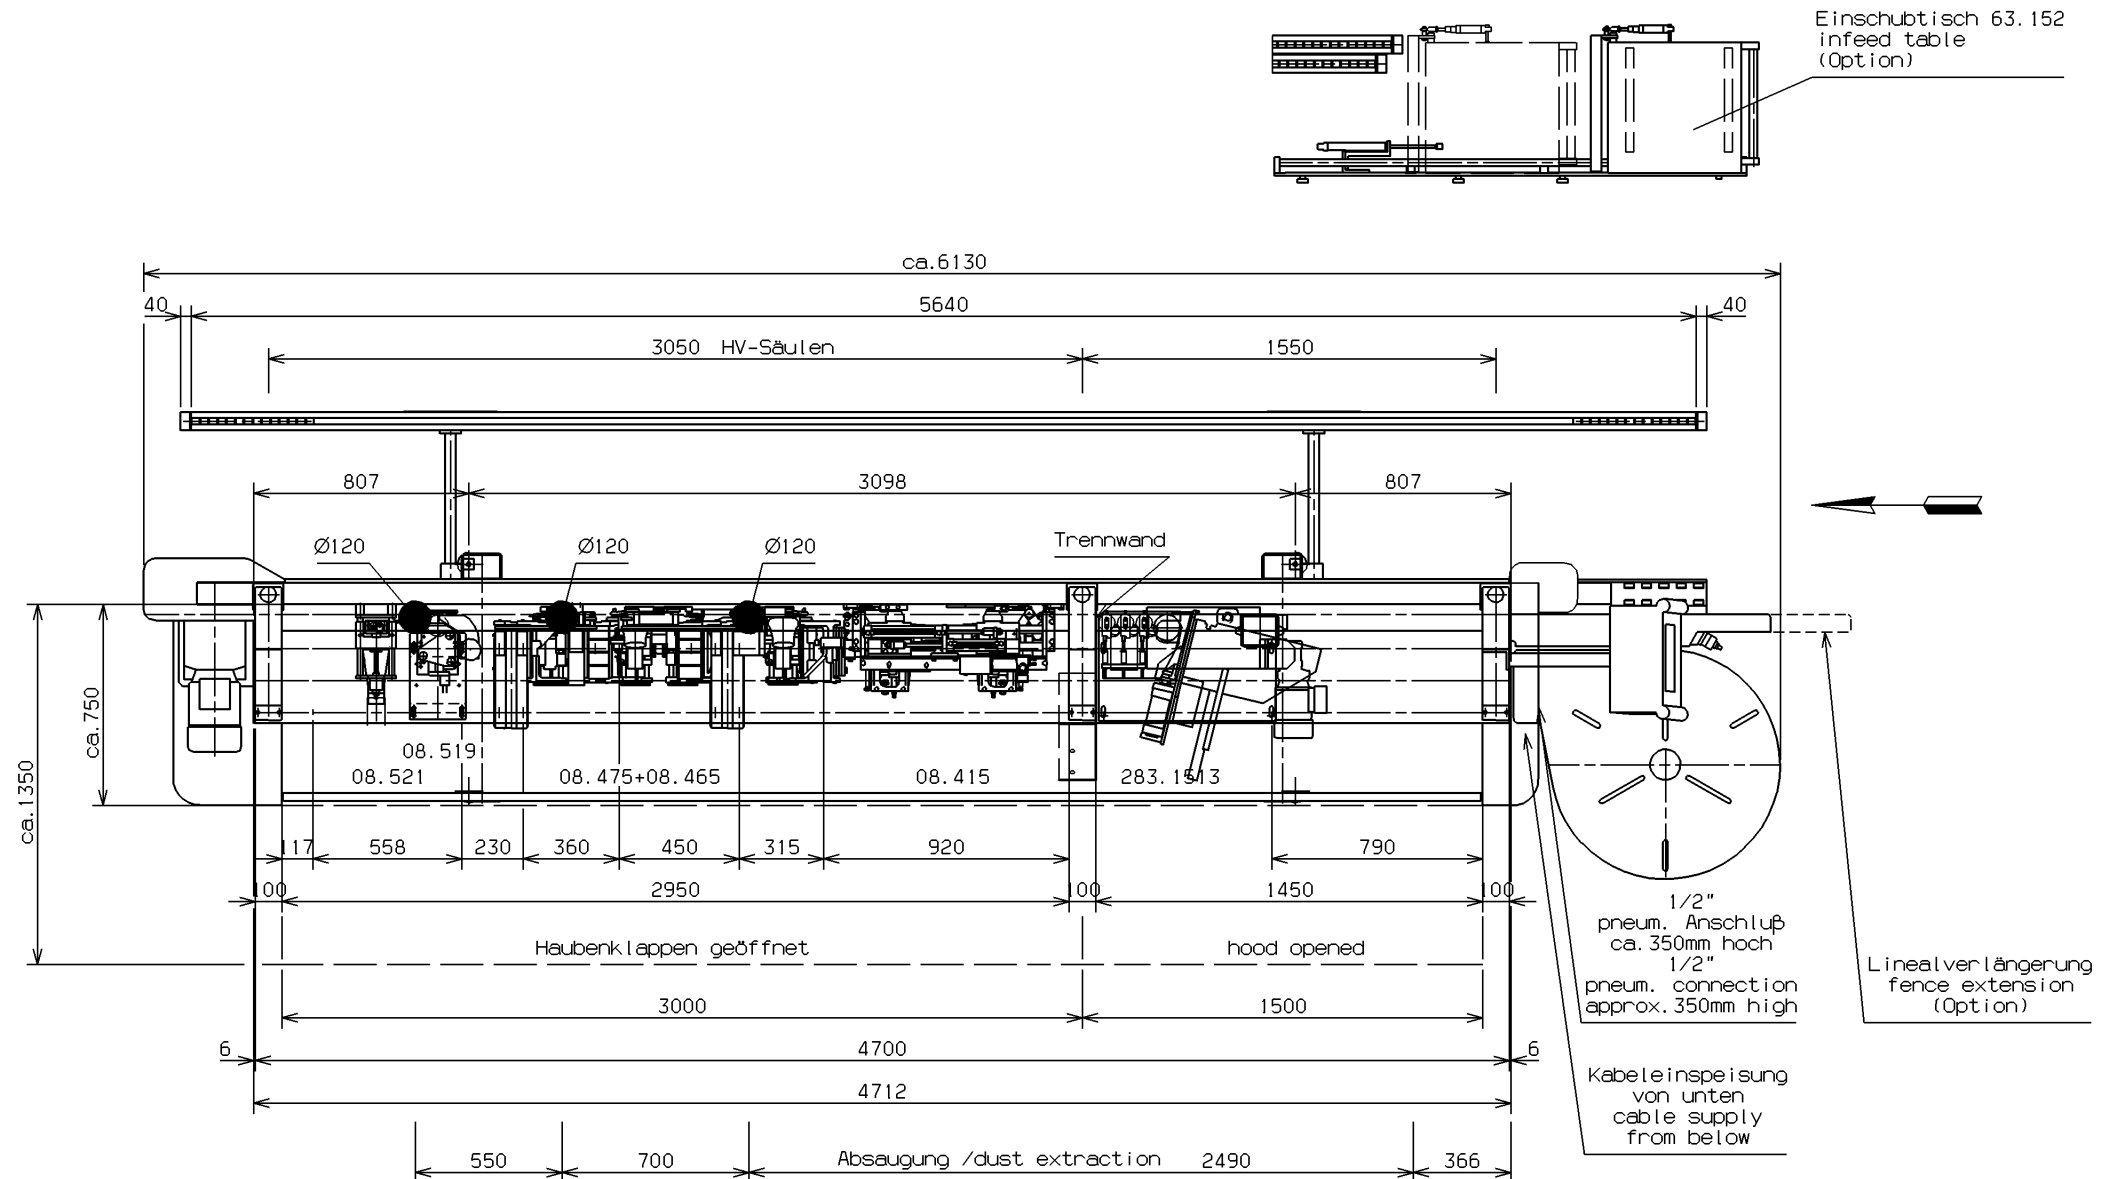 Einschubtisch 63.152
infeed table
(Option)
ca.6130
40 5640 40
3050 HV-Säulen 1550
807 3098 807
Ø120 Ø120 Ø120 Trennwand
ca.750
ca.1350
08.519
08.521 08.475+08.465 08.415 283.1513
117 558 230 360 450 315 920 790
100 2950 100 1450 100
1/2"
pneum. Anschluß
ca.350mm hoch
1/2"
pneum. connection
approx.350mm high
Haubenklappen geöffnet hood opened
Linealverlängerung
fence extension
(Option)
3000 1500
6 4700 6
4712
Kabeleinspeisung
von unten
cable supply
from below
550 700 Absaugung /dust extraction 2490 366